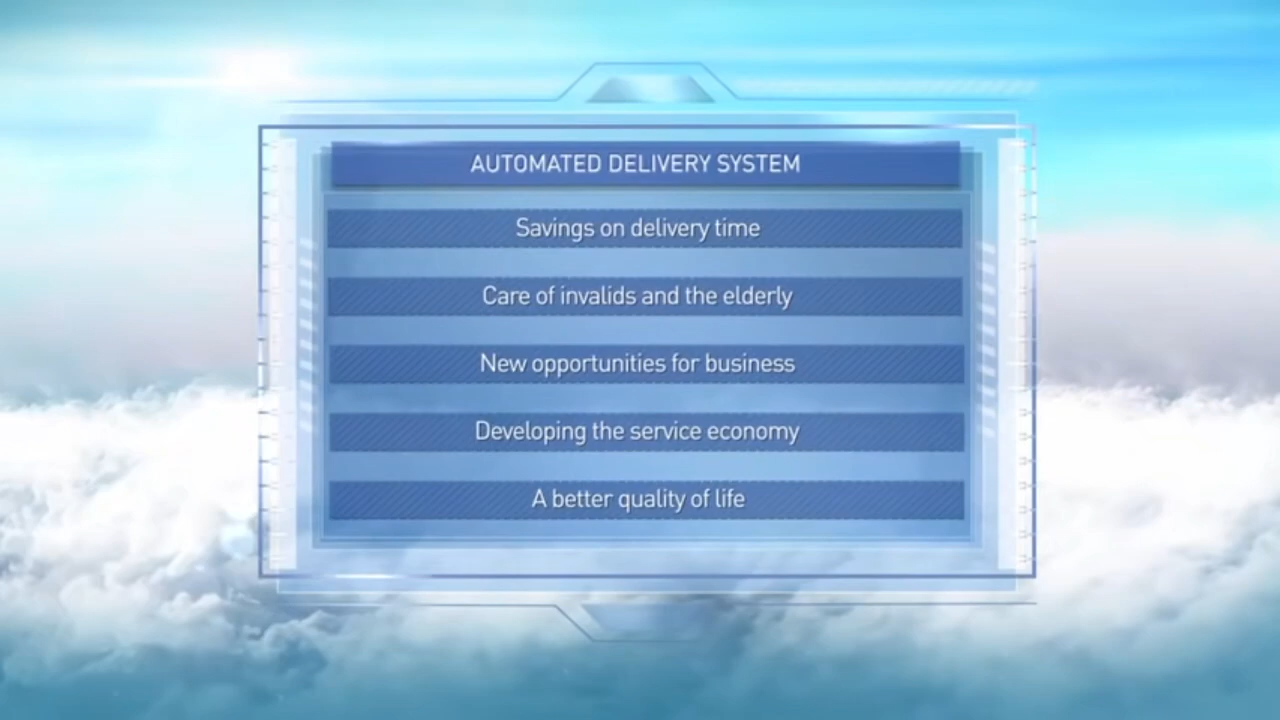 AUTOMATED DELIVERY SYSTEM
Savings on delivery time
Care of invalids and the elderly
New opportunities for business
Developing the service economy
A better quality of life